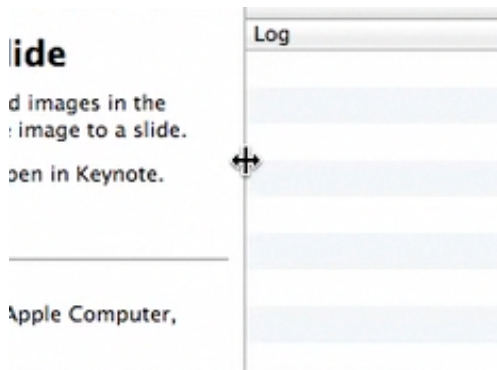 lide
d images in the
image to a slide.
pen in Keynote.
Apple Computer,
Log